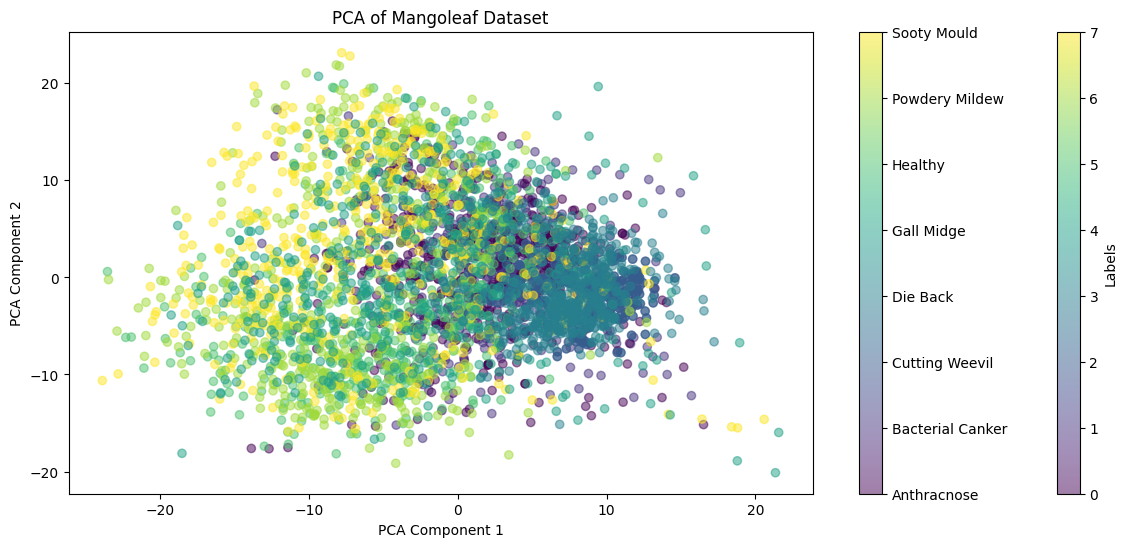 PCA of Mangoleaf Dataset
PCA Component 2
20
10
0
−10
−20
−20
−10
0
10
20
PCA Component 1
Sooty Mould
Powdery Mildew
Healthy
Gall Midge
Die Back
Cutting Weevil
Bacterial Canker
Anthracnose
7
6
5
4
3
2
1
0
Labels